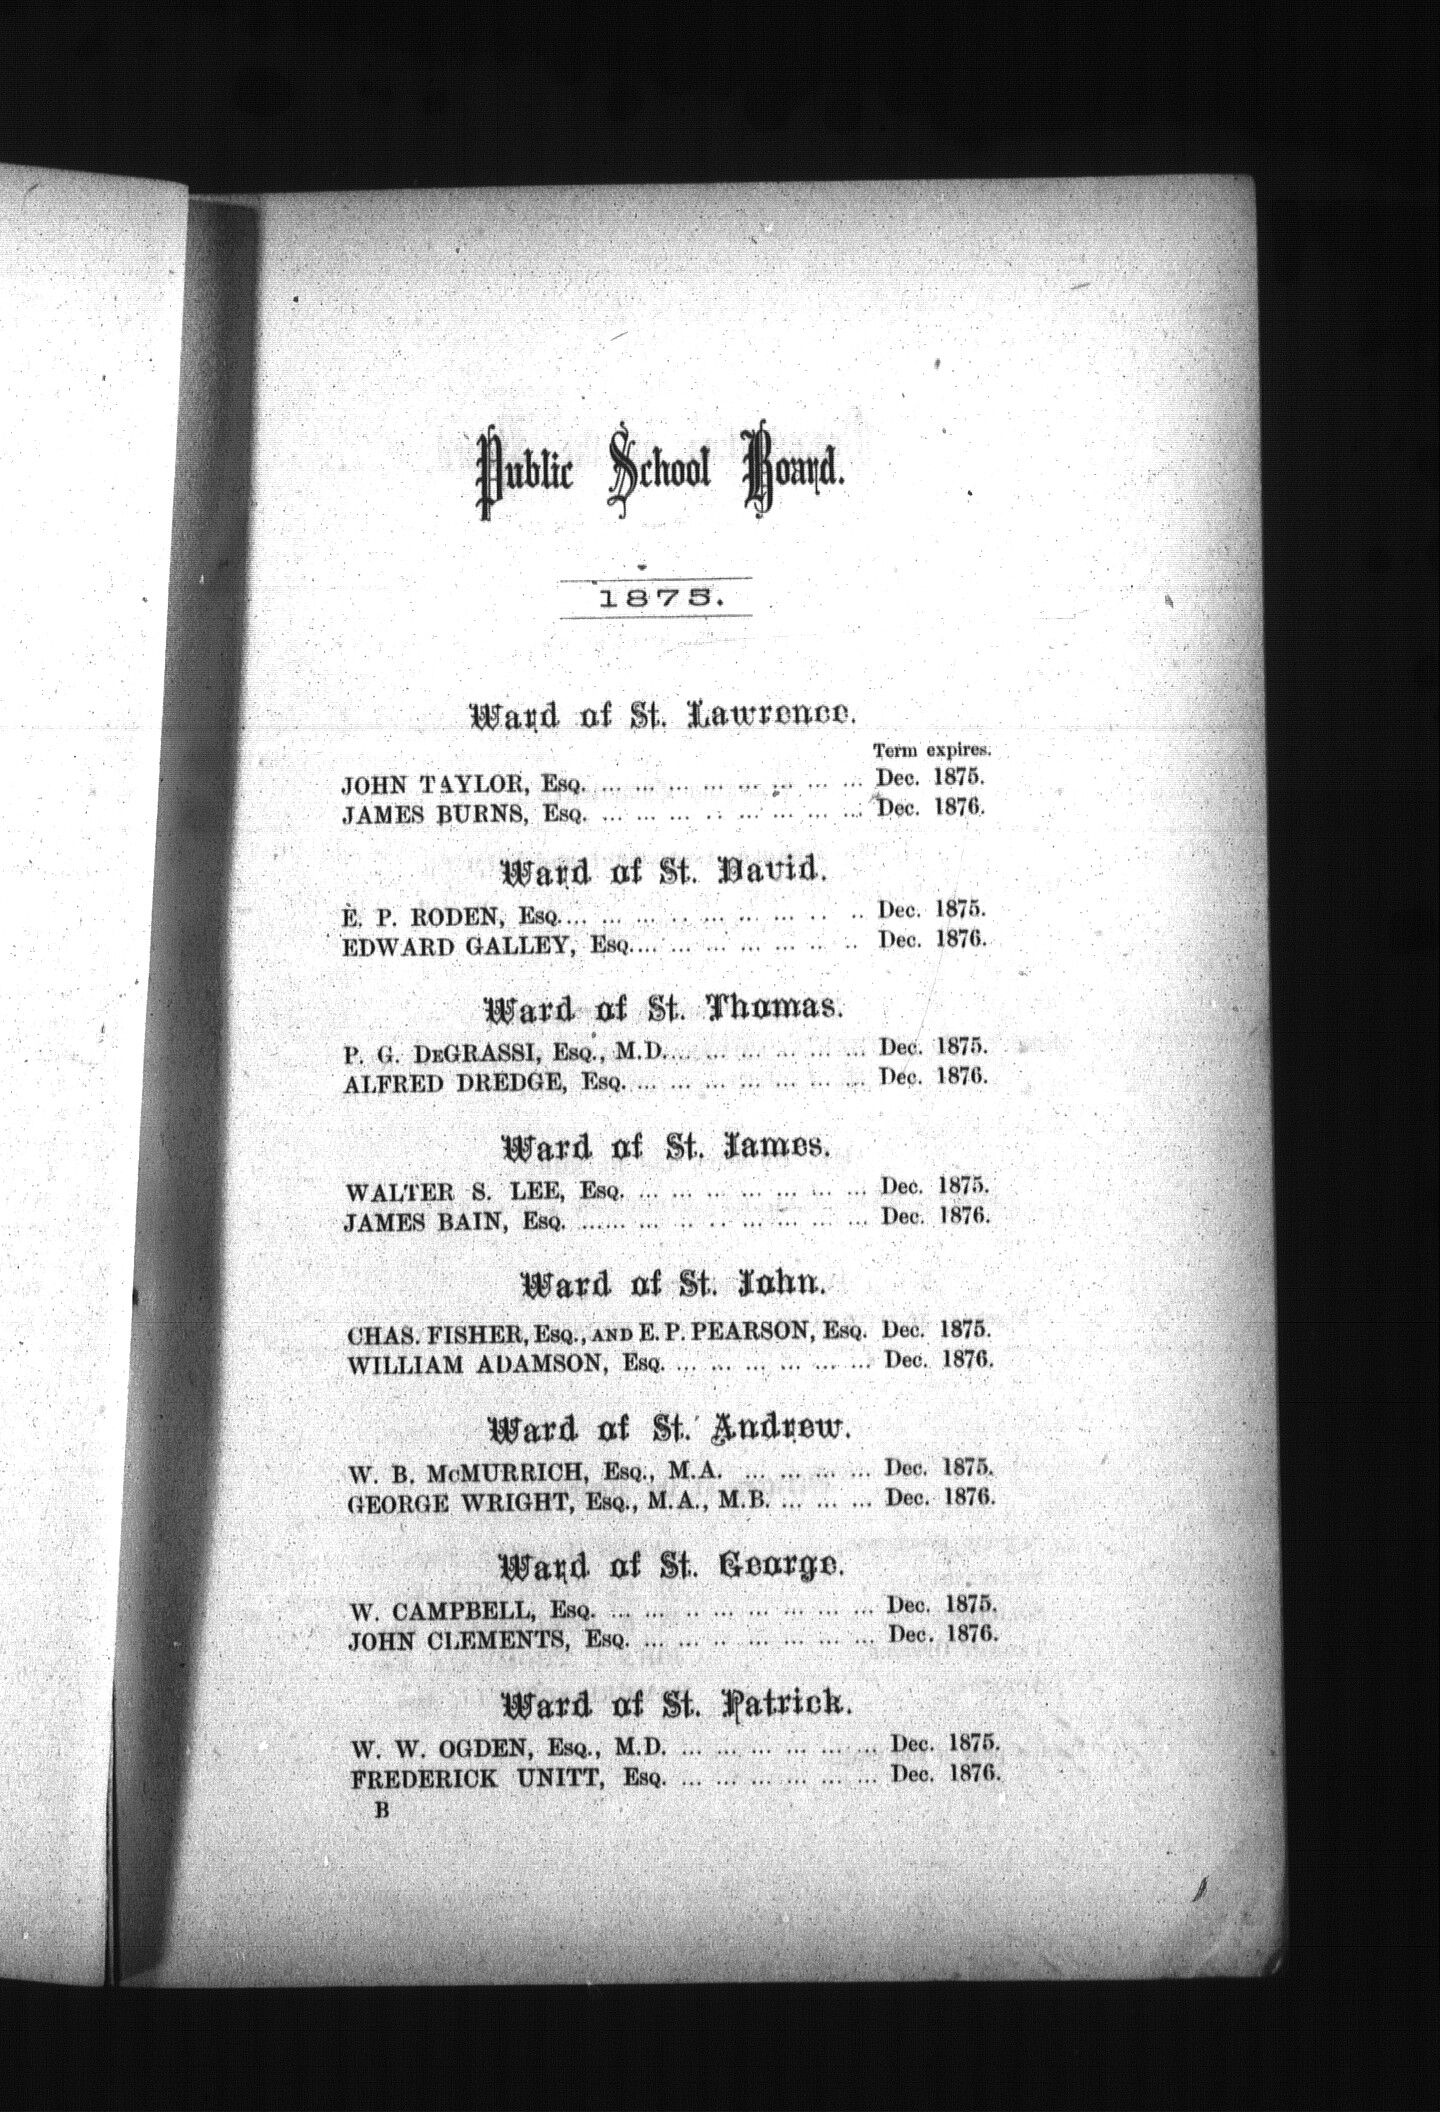 Public School Board.
1875.
Ward of St. Lawrence.
Term expires.
JOHN TAYLOR, Esq. ... ... ... ... ... ... ... ... Dec. 1875.
JAMES BURNS, Esq. ... ... ... .. ... ... ... ... Dec. 1876.
Ward of St. David.
E. P. RODEN, Esq.... ... ... .. ... ... ... .. .. Dec. 1875.
EDWARD GALLEY, Esq.... ... ... ... ... .. .. Dec. 1876.
Ward of St. Thomas.
P. G. DeGRASSI, Esq., M.D.... ... ... ... ... ... Dec. 1875.
ALFRED DREDGE, Esq. ... ... ... ... ... ... ... Dec. 1876.
Ward of St. James.
WALTER S. LEE, Esq. ... ... ... ... ... ... ... Dec. 1875.
JAMES BAIN, Esq. ...... ... .. .. ... ... ... ... Dec. 1876.
Ward of St. John.
CHAS. FISHER, Esq., AND E. P. PEARSON, Esq. Dec. 1875.
WILLIAM ADAMSON, Esq. ... ... ... ... ... ... Dec. 1876.
Ward of St. Andrew.
W. B. McMURRICH, Esq., M.A. ... ... ... ... Dec. 1875.
GEORGE WRIGHT, Esq., M.A., M.B. ... ... ... Dec. 1876.
Ward of St. George.
W. CAMPBELL, Esq. ... ... .. ... ... ... ... ... Dec. 1875.
JOHN CLEMENTS, Esq. ... ... .. ... ... ... ... Dec. 1876.
Ward of St. Patrick.
W. W. OGDEN, Esq., M.D. ... ... ... ... ... ... Dec. 1875.
FREDERICK UNITT, Esq. ... ... ... ... ... ... Dec. 1876.
B